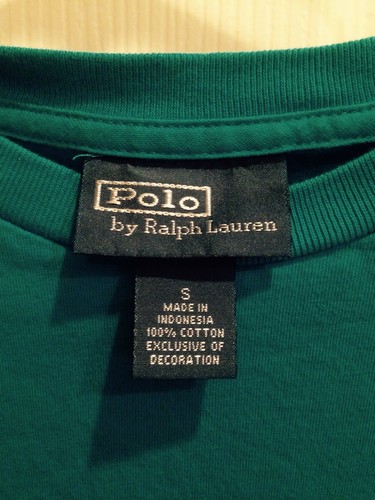 Polo
by Ralph Lauren
S
MADE IN
INDONESIA
100% COTTON
EXCLUSIVE OF
DECORATION